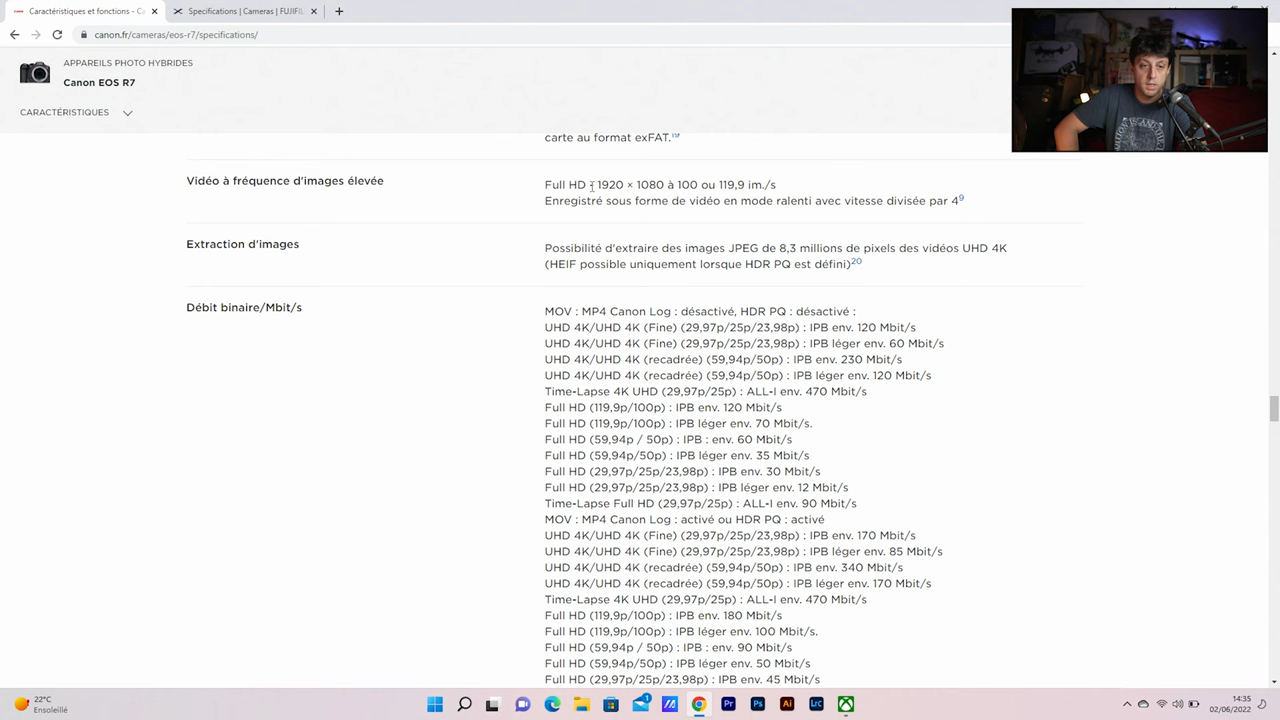 Caractéristiques et fonctions - Ca
Specifications | Cameras | FUJIFIL
canon.fr/cameras/eos-r7/specifications/
APPAREILS PHOTO HYBRIDES
Canon EOS R7
CARACTÉRISTIQUES
carte au format exFAT.19
Vidéo à fréquence d'images élevée
Full HD - 1920 × 1080 à 100 ou 119,9 im./s
Enregistré sous forme de vidéo en mode ralenti avec vitesse divisée par 49
Extraction d'images
Possibilité d'extraire des images JPEG de 8,3 millions de pixels des vidéos UHD 4K
(HEIF possible uniquement lorsque HDR PQ est défini)20
Débit binaire/Mbit/s
MOV : MP4 Canon Log : désactivé, HDR PQ : désactivé :
UHD 4K/UHD 4K (Fine) (29,97p/25p/23,98p) : IPB env. 120 Mbit/s
UHD 4K/UHD 4K (Fine) (29,97p/25p/23,98p) : IPB léger env. 60 Mbit/s
UHD 4K/UHD 4K (recadrée) (59,94p/50p) : IPB env. 230 Mbit/s
UHD 4K/UHD 4K (recadrée) (59,94p/50p) : IPB léger env. 120 Mbit/s
Time-Lapse 4K UHD (29,97p/25p) : ALL-I env. 470 Mbit/s
Full HD (119,9p/100p) : IPB env. 120 Mbit/s
Full HD (119,9p/100p) : IPB léger env. 70 Mbit/s.
Full HD (59,94p / 50p) : IPB : env. 60 Mbit/s
Full HD (59,94p/50p) : IPB léger env. 35 Mbit/s
Full HD (29,97p/25p/23,98p) : IPB env. 30 Mbit/s
Full HD (29,97p/25p/23,98p) : IPB léger env. 12 Mbit/s
Time-Lapse Full HD (29,97p/25p) : ALL-I env. 90 Mbit/s
MOV : MP4 Canon Log : activé ou HDR PQ : activé
UHD 4K/UHD 4K (Fine) (29,97p/25p/23,98p) : IPB env. 170 Mbit/s
UHD 4K/UHD 4K (Fine) (29,97p/25p/23,98p) : IPB léger env. 85 Mbit/s
UHD 4K/UHD 4K (recadrée) (59,94p/50p) : IPB env. 340 Mbit/s
UHD 4K/UHD 4K (recadrée) (59,94p/50p) : IPB léger env. 170 Mbit/s
Time-Lapse 4K UHD (29,97p/25p) : ALL-I env. 470 Mbit/s
Full HD (119,9p/100p) : IPB env. 180 Mbit/s
Full HD (119,9p/100p) : IPB léger env. 100 Mbit/s.
Full HD (59,94p / 50p) : IPB : env. 90 Mbit/s
Full HD (59,94p/50p) : IPB léger env. 50 Mbit/s
Full HD (29,97p/25p/23,98p) : IPB env. 45 Mbit/s
22°C
Ensoleillé
1
Pr
Ps
Ai
Lrc
14:35
02/06/2022